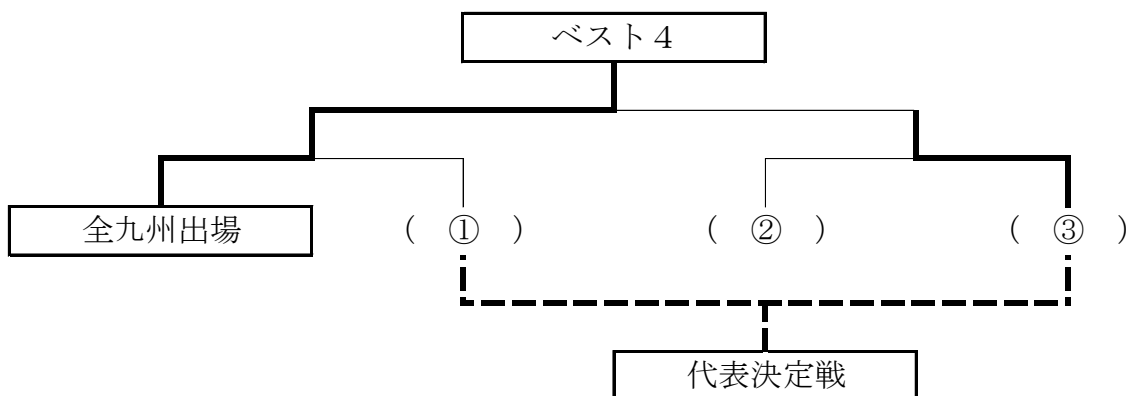 ベスト４
全九州出場 （　①　） （　②　） （　③　）
代表決定戦